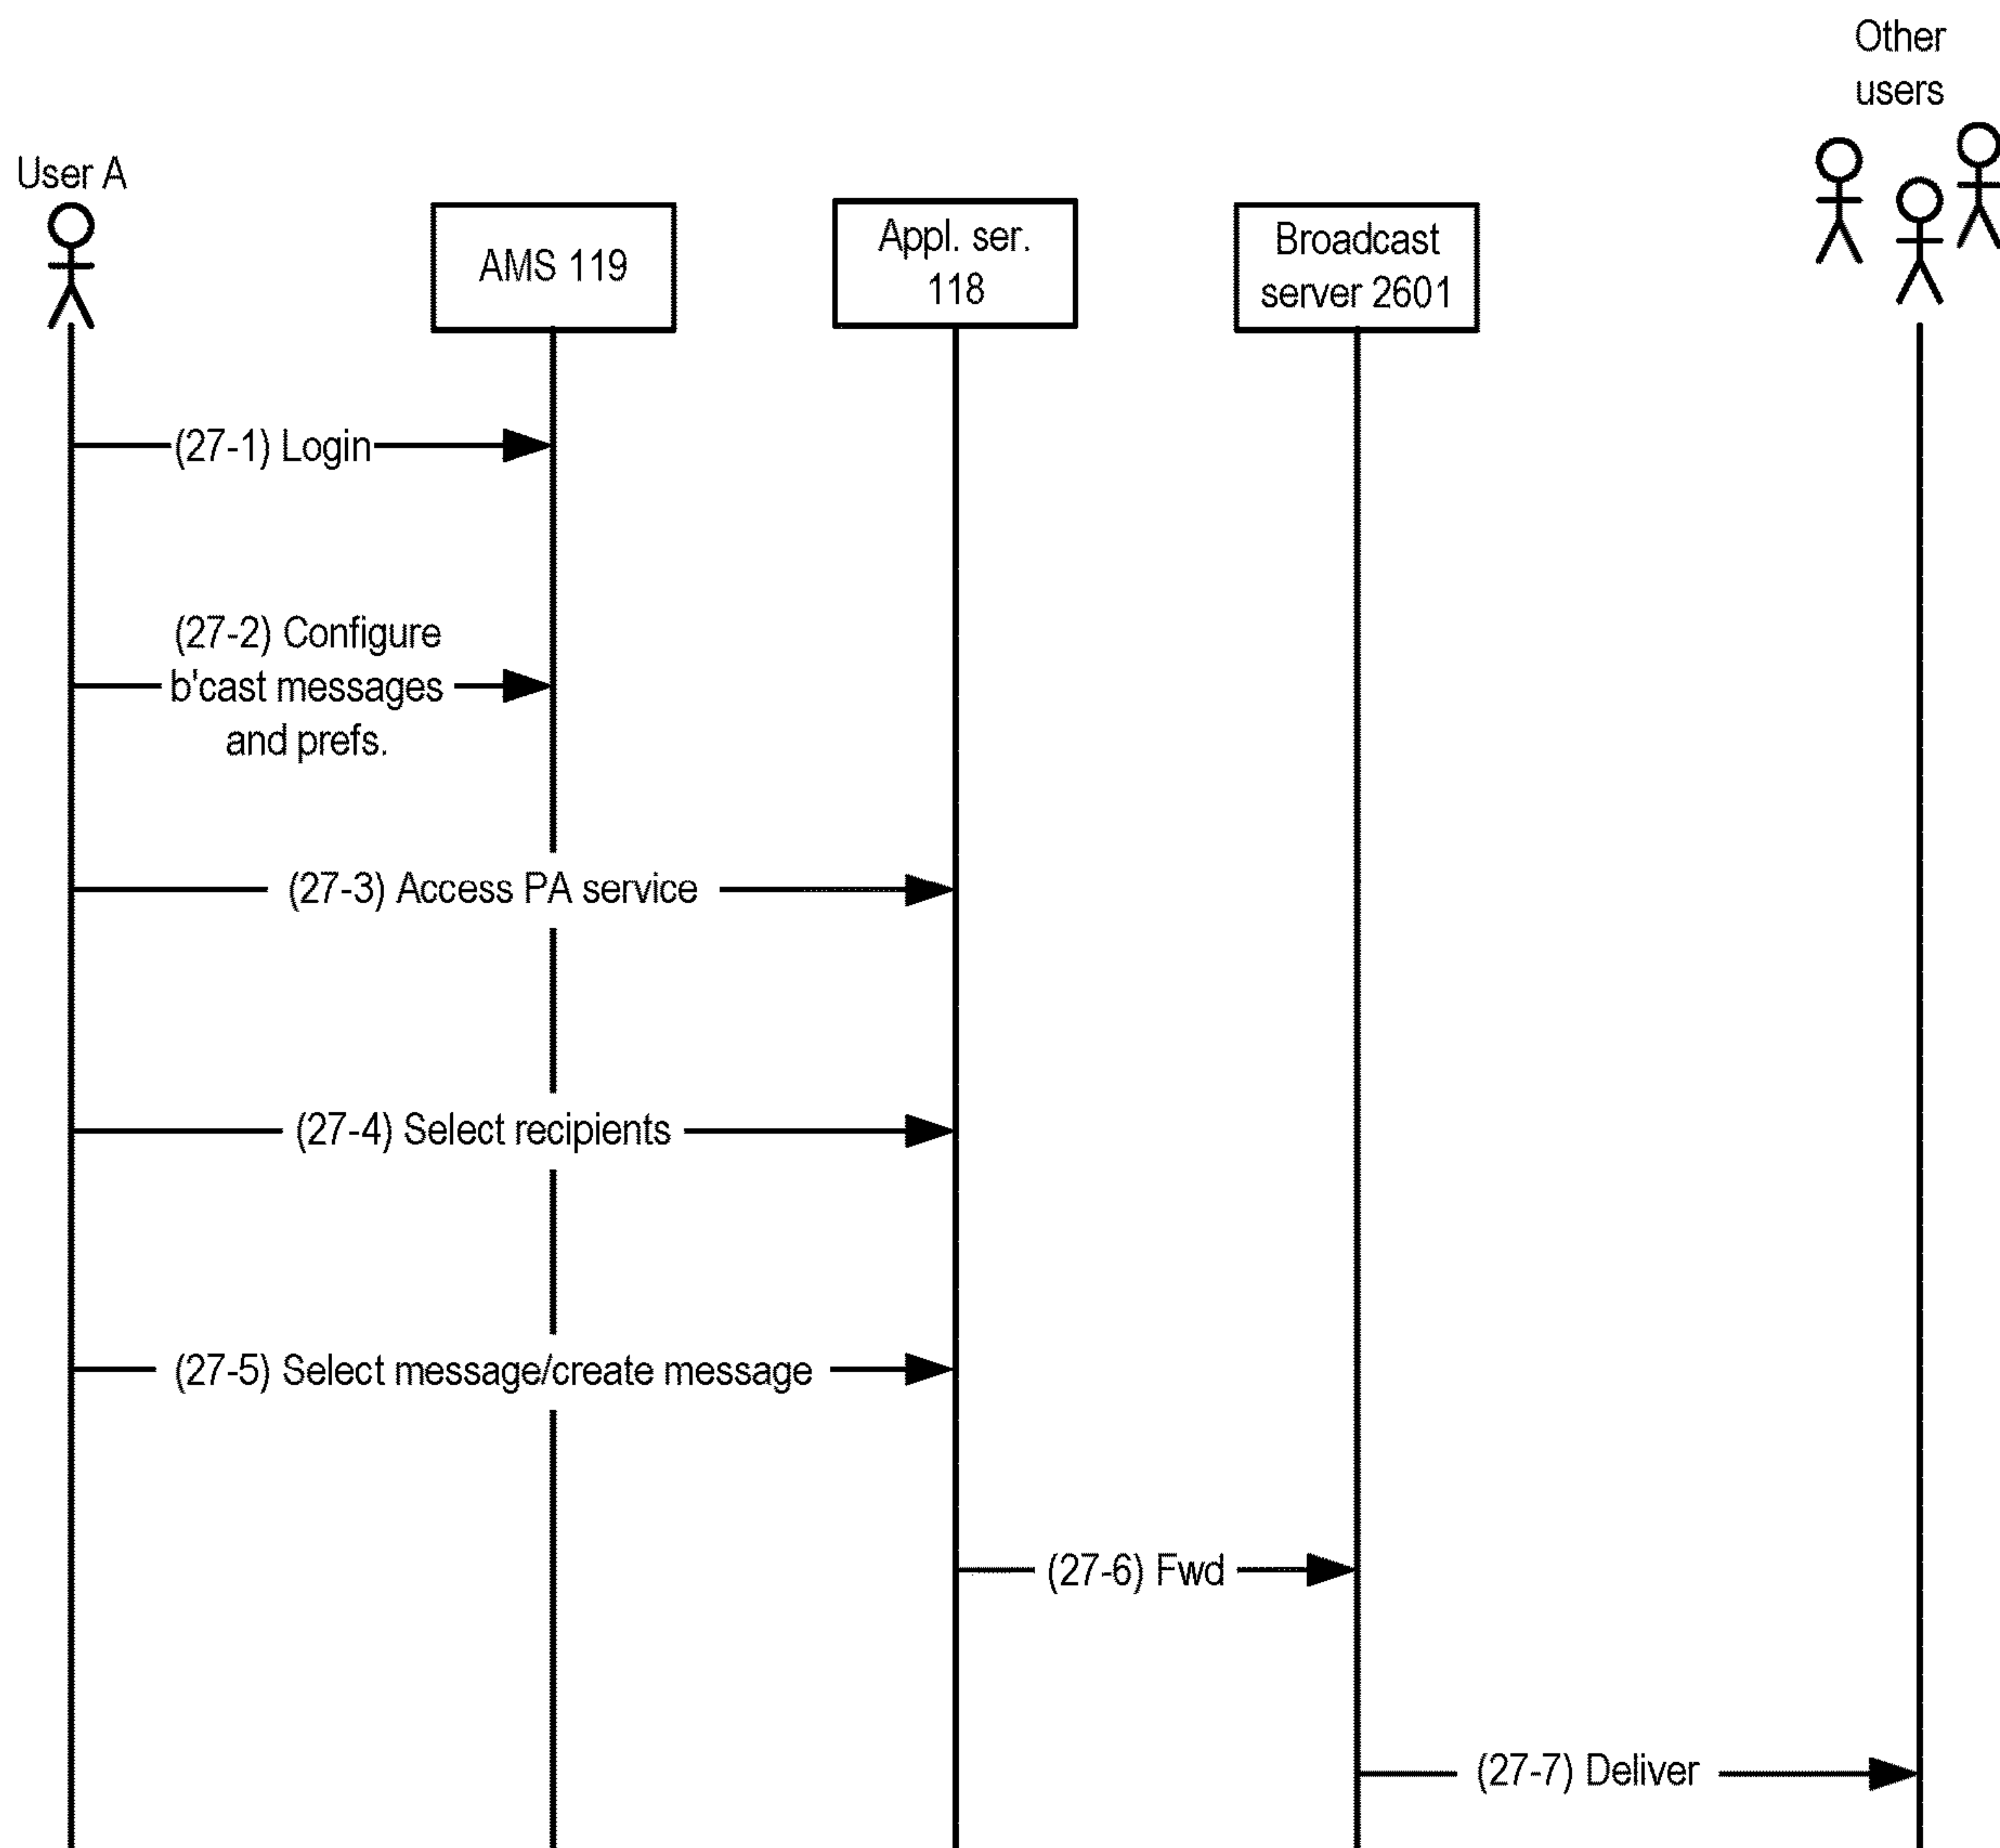 Other
users
User A
AMS 119
Appl. ser.
118
Broadcast
server 2601
(27-1) Login
(27-2) Configure
b'cast messages
and prefs.
(27-3) Access PA service
(27-4) Select recipients
(27-5) Select message/create message
(27-6) Fwd
(27-7) Deliver